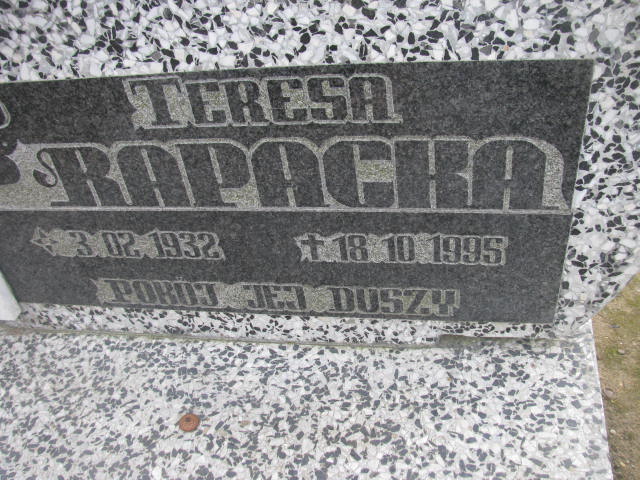 TERESA
RAPACKA
3.02.1932 †18.10.1995
POKÓJ JEJ DUSZY